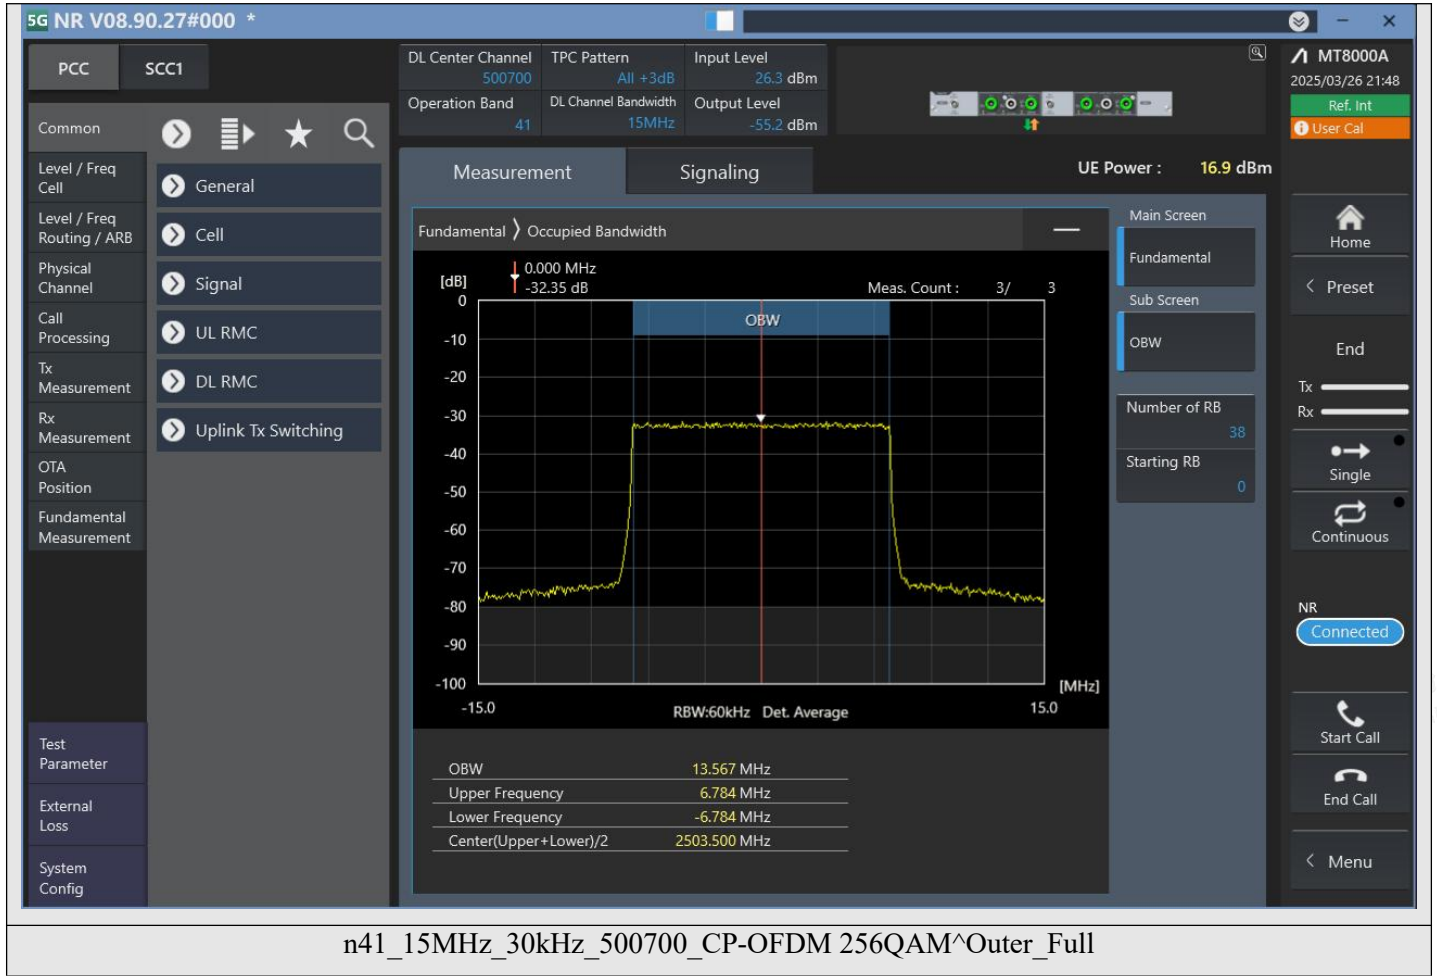 5G NR V08.90.27#000 *
PCC
SCC1
DL Center Channel
500700
TPC Pattern
All +3dB
Input Level
26.3 dBm
Operation Band
41
DL Channel Bandwidth
15MHz
Output Level
-55.2 dBm
MT8000A
2025/03/26 21:48
Ref. Int
User Cal
Common
Level / Freq
Cell
Level / Freq
Routing / ARB
Physical
Channel
Call
Processing
Tx
Measurement
Rx
Measurement
OTA
Position
Fundamental
Measurement
Test
Parameter
External
Loss
System
Config
General
Cell
Signal
UL RMC
DL RMC
Uplink Tx Switching
Measurement
Signaling
UE Power : 16.9 dBm
Fundamental 〉 Occupied Bandwidth
0.000 MHz
-32.35 dB
[dB]
Meas. Count : 3/ 3
OBW
0
-10
-20
-30
-40
-50
-60
-70
-80
-90
-100
[MHz]
-15.0
RBW:60kHz Det. Average
15.0
OBW 13.567 MHz
Upper Frequency 6.784 MHz
Lower Frequency -6.784 MHz
Center(Upper+Lower)/2 2503.500 MHz
Main Screen
Fundamental
Sub Screen
OBW
Number of RB
38
Starting RB
0
Home
Preset
End
Tx
Rx
Single
Continuous
NR
Connected
Start Call
End Call
Menu
n41_15MHz_30kHz_500700_CP-OFDM 256QAM^Outer_Full